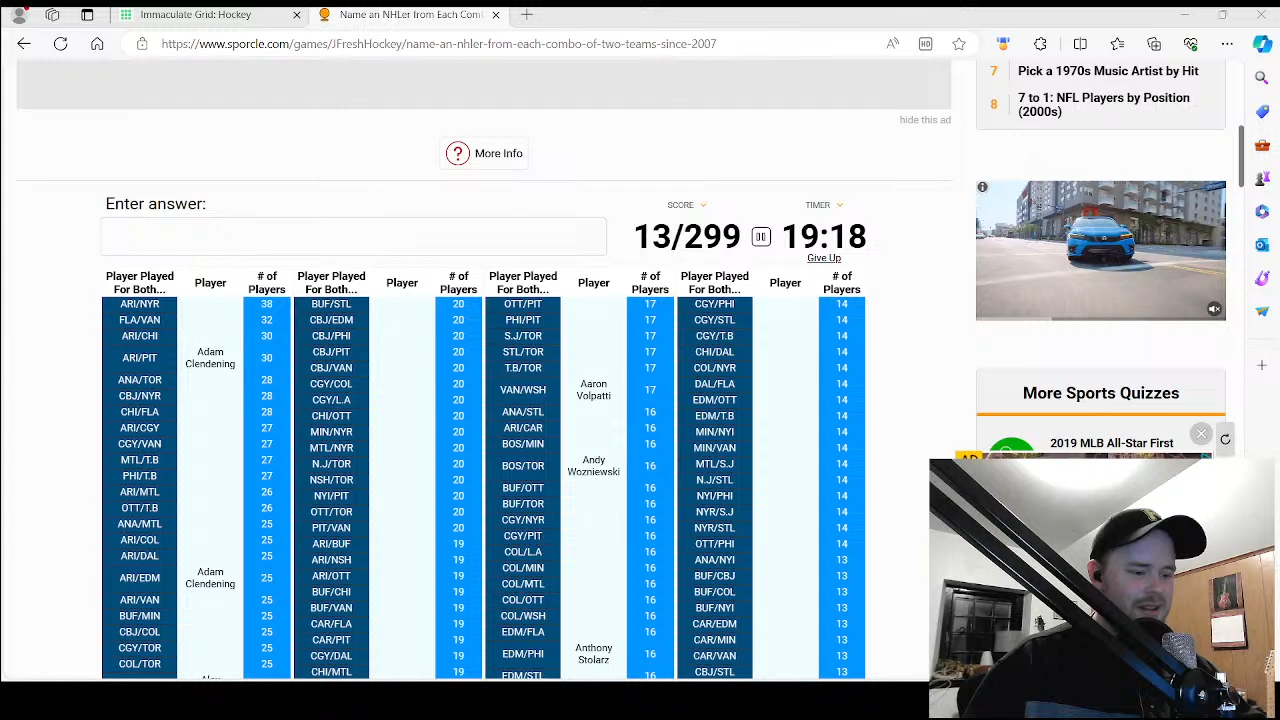 Immaculate Grid: Hockey
Name an NHLer from Each Comb
https://www.sporcle.com/games/JFreshHockey/name-an-nhler-from-each-combo-of-two-teams-since-2007
7 Pick a 1970s Music Artist by Hit
8 7 to 1: NFL Players by Position
(2000s)
hide this ad
? More Info
Enter answer:
SCORE TIMER
13/299 19:18
Give Up
Player Played For Both... Player # of Players Player Played For Both... Player # of Players Player Played For Both... Player # of Players Player Played For Both... Player # of Players
ARI/NYR 38
FLA/VAN 32
ARI/CHI 30
ARI/PIT Adam Clendening 30
ANA/TOR 28
CBJ/NYR 28
CHI/FLA 28
ARI/CGY 27
CGY/VAN 27
MTL/T.B 27
PHI/T.B 27
ARI/MTL 26
OTT/T.B 26
ANA/MTL 25
ARI/COL 25
ARI/DAL 25
ARI/EDM Adam Clendening 25
ARI/VAN 25
BUF/MIN 25
CBJ/COL 25
CGY/TOR 25
COL/TOR 25
BUF/STL 20
CBJ/EDM 20
CBJ/PHI 20
CBJ/PIT 20
CBJ/VAN 20
CGY/COL 20
CGY/L.A 20
CHI/OTT 20
MIN/NYR 20
MTL/NYR 20
N.J/TOR 20
NSH/TOR 20
NYI/PIT 20
OTT/TOR 20
PIT/VAN 20
ARI/BUF 19
ARI/NSH 19
ARI/OTT 19
BUF/CHI 19
BUF/VAN 19
CAR/FLA 19
CAR/PIT 19
CGY/DAL 19
CHI/MTL 19
OTT/PIT 17
PHI/PIT 17
S.J/TOR 17
STL/TOR 17
T.B/TOR 17
VAN/WSH Aaron Volpatti 17
ANA/STL 16
ARI/CAR 16
BOS/MIN 16
BOS/TOR Andy Wozniewski 16
BUF/OTT 16
BUF/TOR 16
CGY/NYR 16
CGY/PIT 16
COL/L.A 16
COL/MIN 16
COL/MTL 16
COL/OTT 16
COL/WSH 16
EDM/FLA 16
EDM/PHI Anthony Stolarz 16
EDM/STL 16
CGY/PHI 14
CGY/STL 14
CGY/T.B 14
CHI/DAL 14
COL/NYR 14
DAL/FLA 14
EDM/OTT 14
EDM/T.B 14
MIN/NYI 14
MIN/VAN 14
MTL/S.J 14
N.J/STL 14
NYI/PHI 14
NYR/S.J 14
NYR/STL 14
OTT/PHI 14
ANA/NYI 13
BUF/CBJ 13
BUF/COL 13
BUF/NYI 13
CAR/EDM 13
CAR/MIN 13
CAR/VAN 13
CBJ/STL 13
More Sports Quizzes
2019 MLB All-Star First